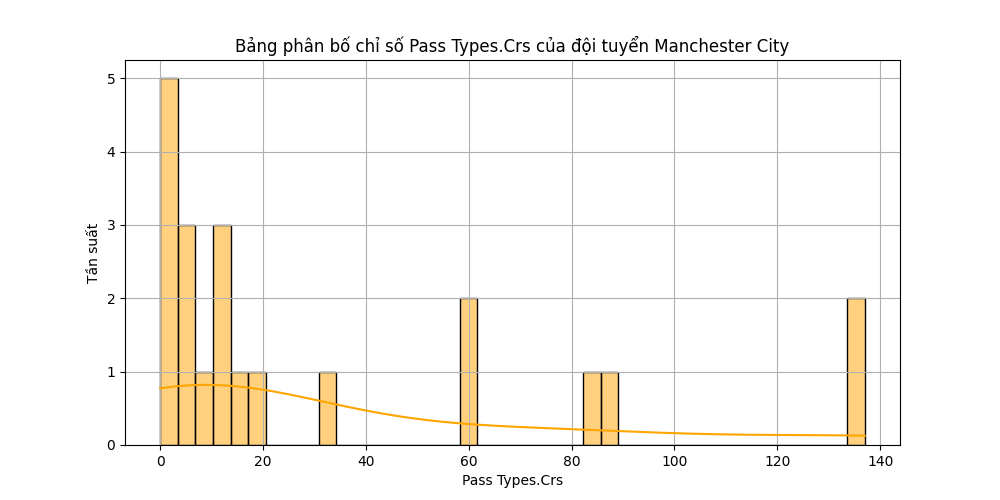 Bảng phân bố chỉ số Pass Types.Crs của đội tuyển Manchester City
5
4
3
2
1
0
Tần suất
0 20 40 60 80 100 120 140
Pass Types.Crs